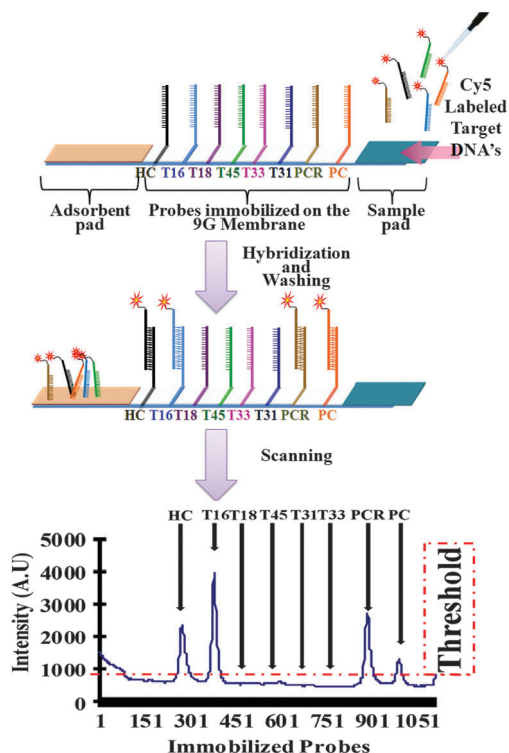 Cy5
Labeled
Target
DNA's
HC T16 T18 T45 T33 T31 PCR PC
Adsorbent
pad
Probes immobilized on the
9G Membrane
Sample
pad
Hybridization
and
Washing
HC T16 T18 T45 T33 T31 PCR PC
Scanning
HC T16 T18 T45 T31 T33 PCR PC
Threshold
Intensity (A.U)
5000
4000
3000
2000
1000
0
1 151 301 451 601 751 901 1051
Immobilized Probes